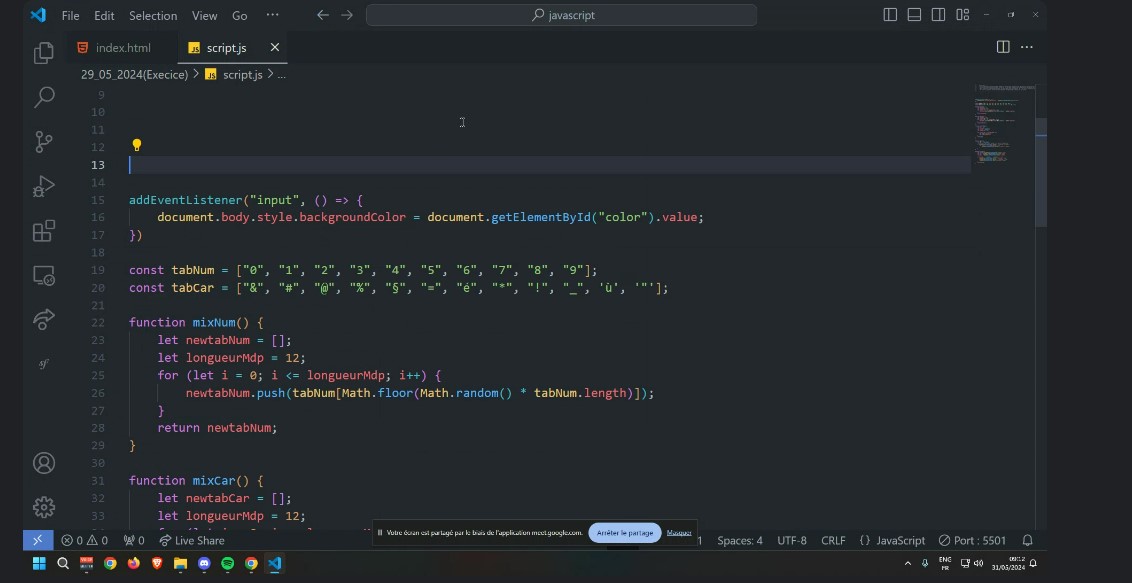 File Edit Selection View Go ··· javascript
index.html script.js
29_05_2024(Execice) > script.js > ...
9
10
11
12
13
14
15 addEventListener("input", () => {
16 document.body.style.backgroundColor = document.getElementById("color").value;
17 })
18
19 const tabNum = ["0", "1", "2", "3", "4", "5", "6", "7", "8", "9"];
20 const tabCar = ["&", "#", "@", "%", "§", "=", "é", "*", "!", "_", 'ù', '"'];
21
22 function mixNum() {
23 let newtabNum = [];
24 let longueurMdp = 12;
25 for (let i = 0; i <= longueurMdp; i++) {
26 newtabNum.push(tabNum[Math.floor(Math.random() * tabNum.length)]);
27 }
28 return newtabNum;
29 }
30
31 function mixCar() {
32 let newtabCar = [];
33 let longueurMdp = 12;
Votre écran est partagé par le biais de l'application meet.google.com. Arrêter le partage Masquer
0 0 0 Live Share 1 Spaces: 4 UTF-8 CRLF {} JavaScript Port : 5501
ENG 09:12
FR 31/05/2024